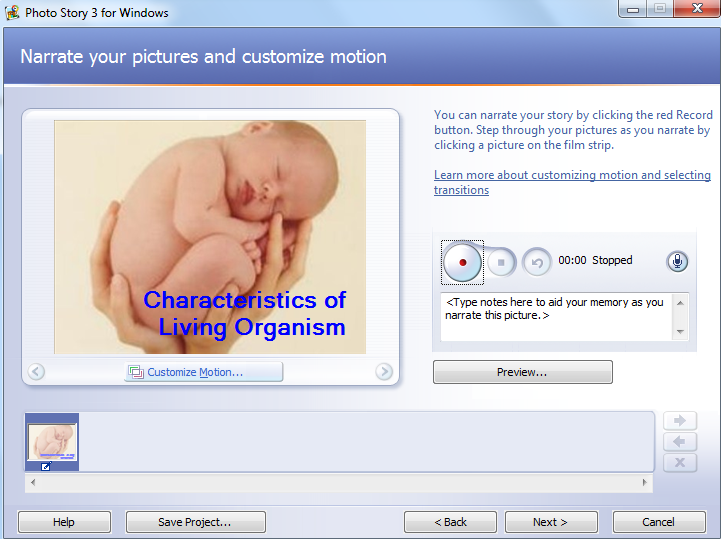 Photo Story 3 for Windows
Narrate your pictures and customize motion
You can narrate your story by clicking the red Record
button. Step through your pictures as you narrate by
clicking a picture on the film strip.
Learn more about customizing motion and selecting
transitions
00:00 Stopped
<Type notes here to aid your memory as you
narrate this picture.>
Characteristics of
Living Organism
Customize Motion...
Preview...
Help
Save Project...
< Back
Next >
Cancel